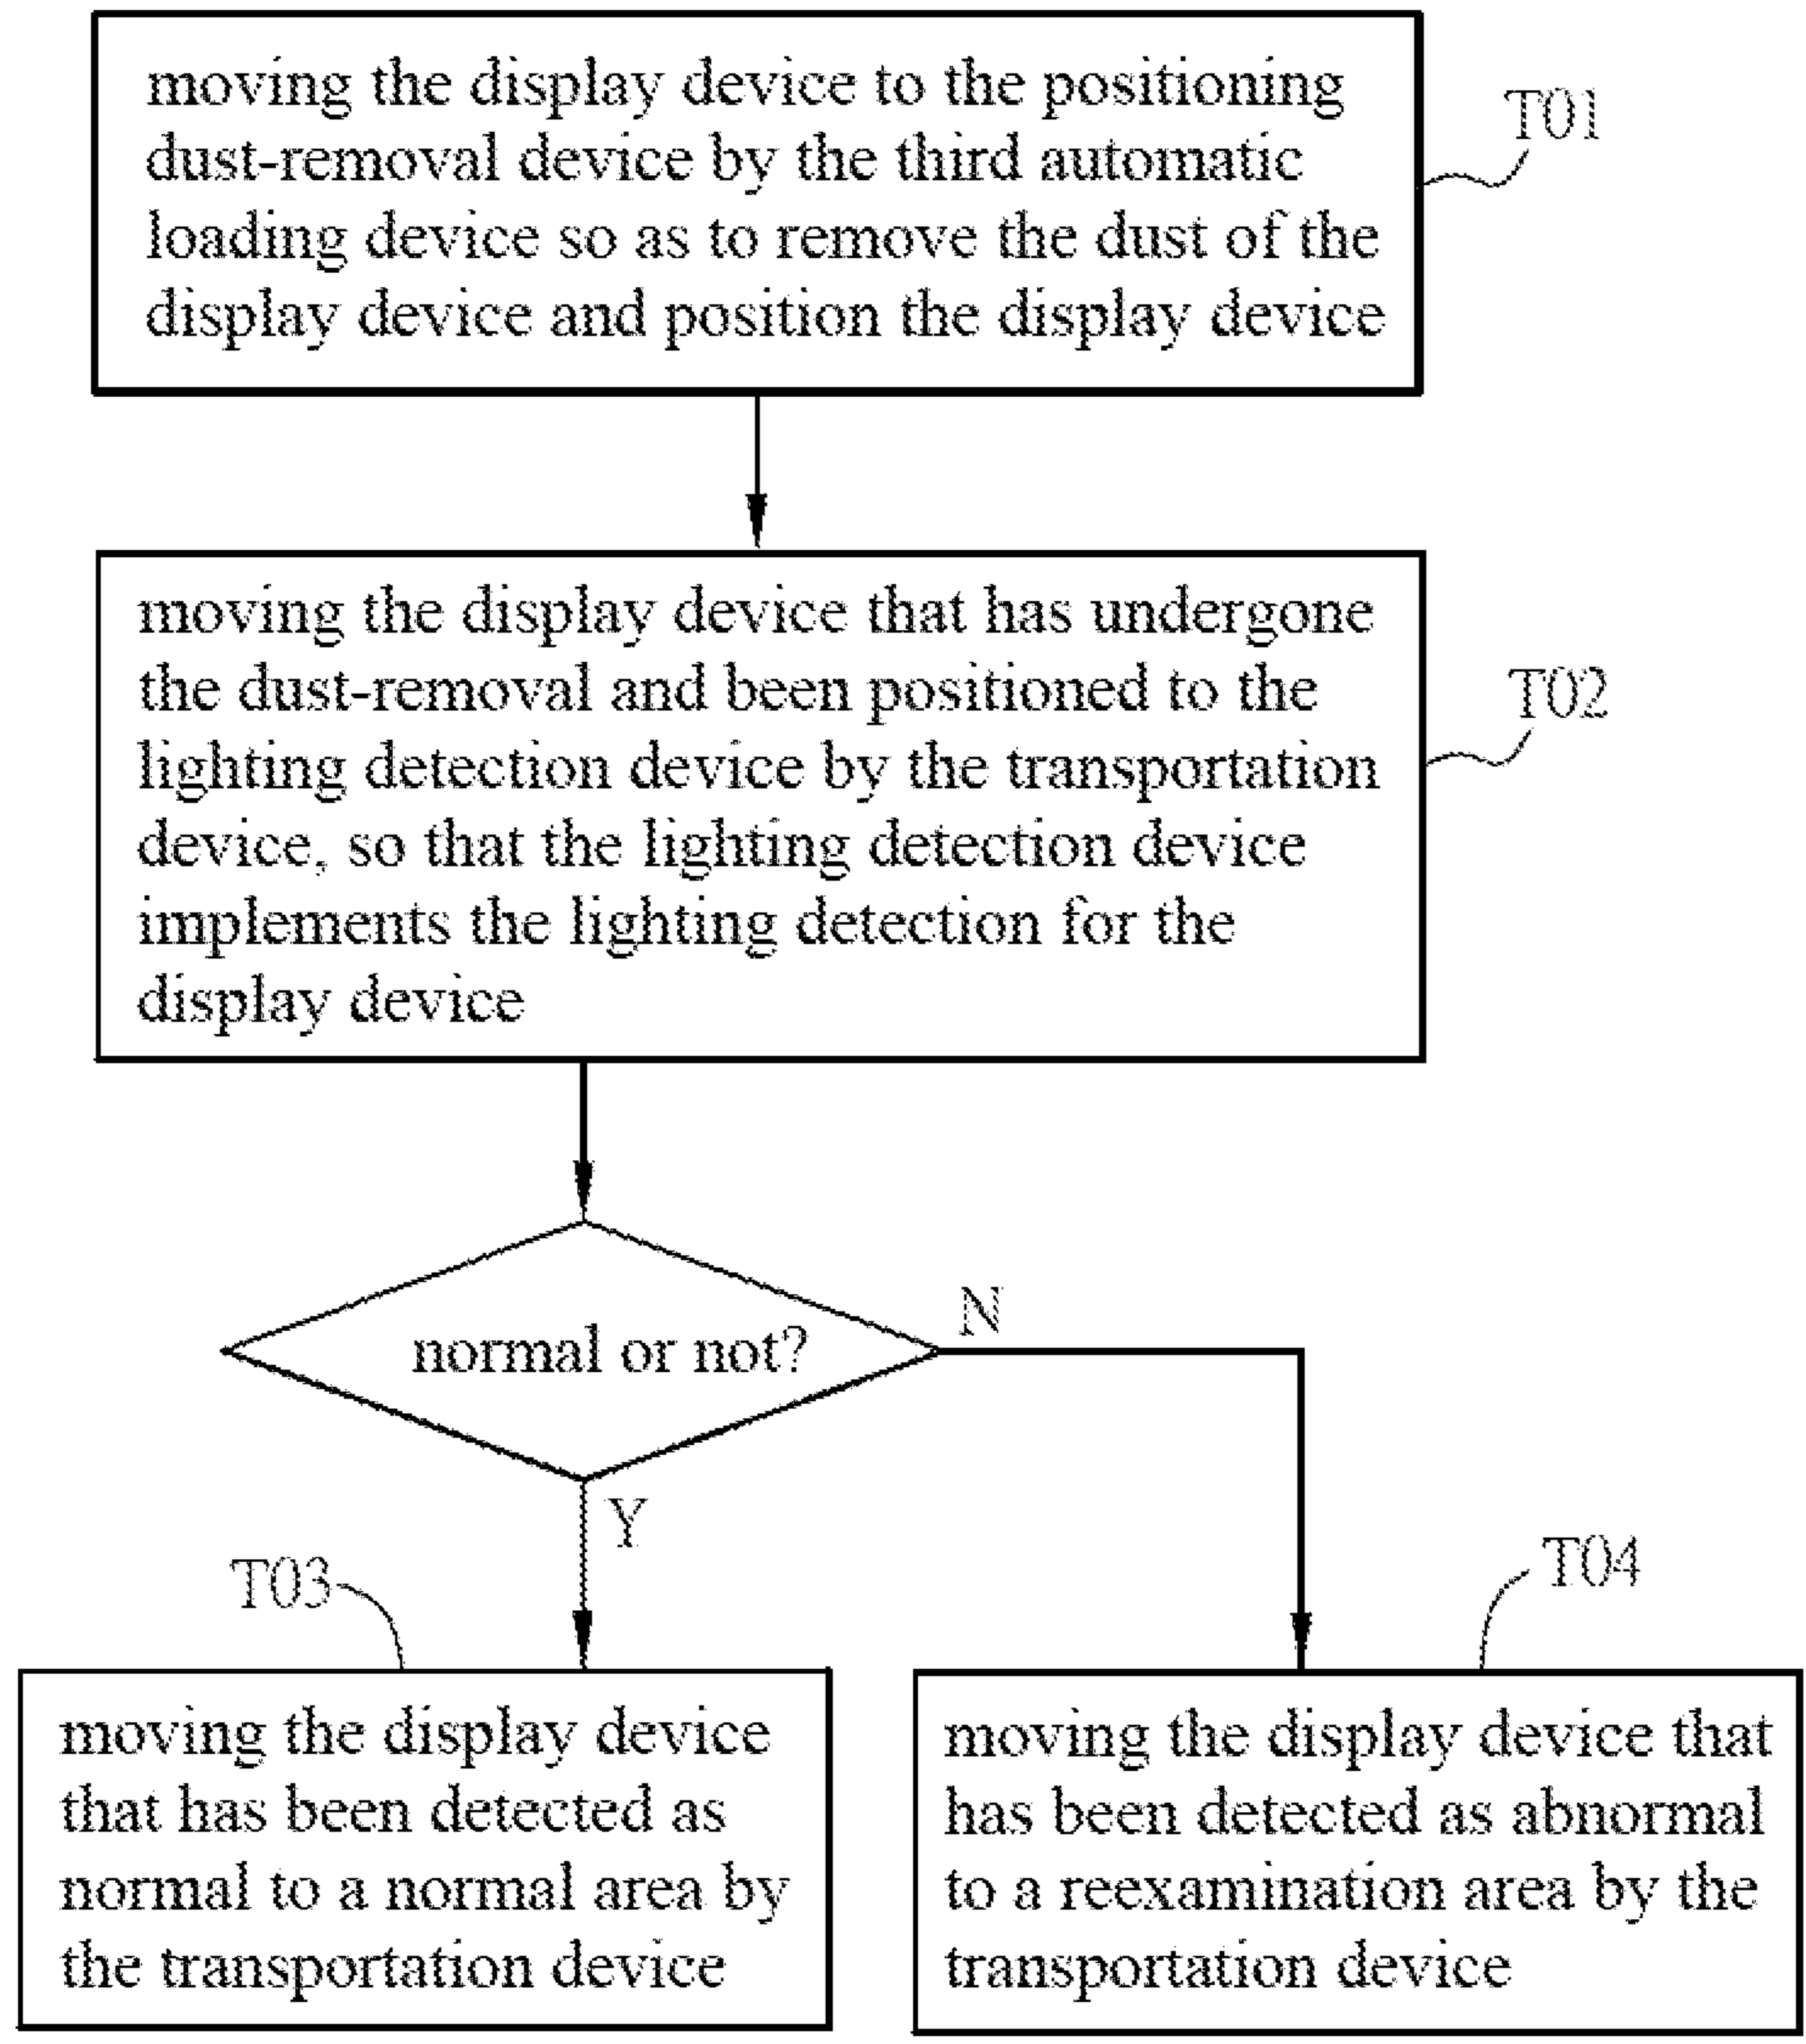 moving the display device to the positioning
dust-removal device by the third automatic
loading device so as to remove the dust of the
display device and position the display device
T01
moving the display device that has undergone
the dust-removal and been positioned to the
lighting detection device by the transportation
device, so that the lighting detection device
implements the lighting detection for the
display device
T02
normal or not?
N
Y
T03
moving the display device
that has been detected as
normal to a normal area by
the transportation device
T04
moving the display device that
has been detected as abnormal
to a reexamination area by the
transportation device